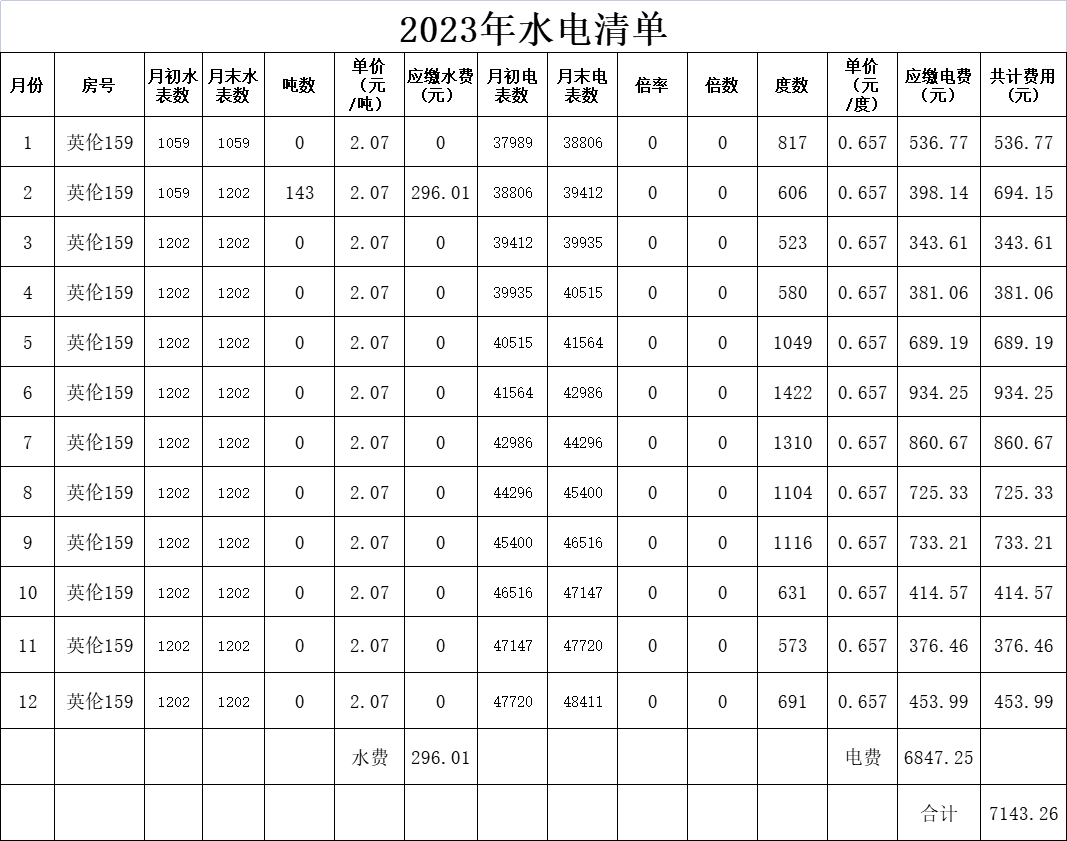 2023年水电清单
月份 房号 月初水表数 月末水表数 吨数 单价（元/吨） 应缴水费（元） 月初电表数 月末电表数 倍率 倍数 度数 单价（元/度） 应缴电费（元） 共计费用（元）
1 英伦159 1059 1059 0 2.07 0 37989 38806 0 0 817 0.657 536.77 536.77
2 英伦159 1059 1202 143 2.07 296.01 38806 39412 0 0 606 0.657 398.14 694.15
3 英伦159 1202 1202 0 2.07 0 39412 39935 0 0 523 0.657 343.61 343.61
4 英伦159 1202 1202 0 2.07 0 39935 40515 0 0 580 0.657 381.06 381.06
5 英伦159 1202 1202 0 2.07 0 40515 41564 0 0 1049 0.657 689.19 689.19
6 英伦159 1202 1202 0 2.07 0 41564 42986 0 0 1422 0.657 934.25 934.25
7 英伦159 1202 1202 0 2.07 0 42986 44296 0 0 1310 0.657 860.67 860.67
8 英伦159 1202 1202 0 2.07 0 44296 45400 0 0 1104 0.657 725.33 725.33
9 英伦159 1202 1202 0 2.07 0 45400 46516 0 0 1116 0.657 733.21 733.21
10 英伦159 1202 1202 0 2.07 0 46516 47147 0 0 631 0.657 414.57 414.57
11 英伦159 1202 1202 0 2.07 0 47147 47720 0 0 573 0.657 376.46 376.46
12 英伦159 1202 1202 0 2.07 0 47720 48411 0 0 691 0.657 453.99 453.99
水费 296.01 电费 6847.25
合计 7143.26